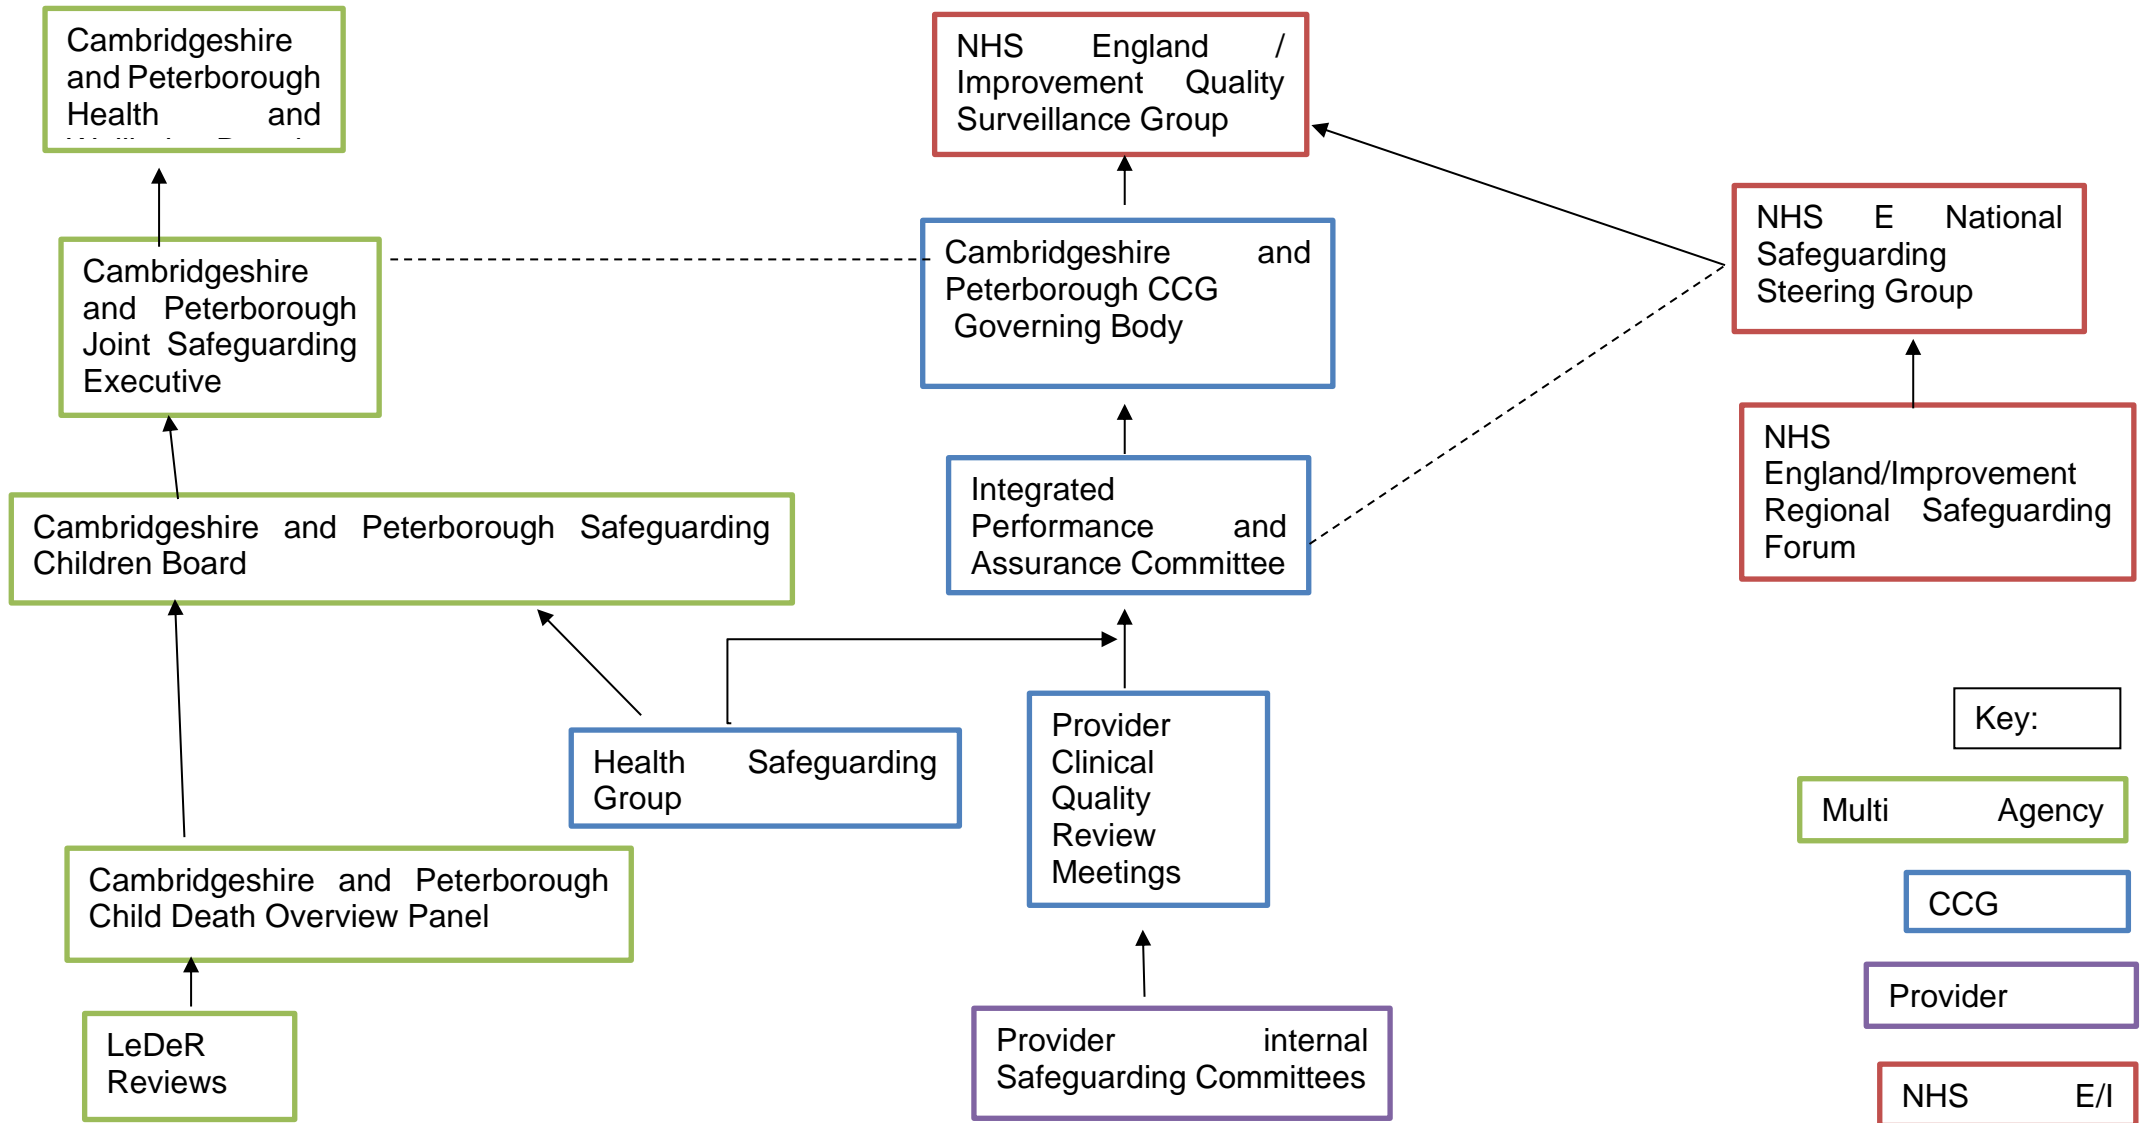 Cambridgeshire
and Peterborough
Health and
NHS England /
Improvement Quality
Surveillance Group
NHS E National
Safeguarding
Steering Group
Cambridgeshire
and Peterborough
Joint Safeguarding
Executive
Cambridgeshire and
Peterborough CCG
Governing Body
NHS
England/Improvement
Regional Safeguarding
Forum
Integrated
Performance and
Assurance Committee
Cambridgeshire and Peterborough Safeguarding
Children Board
Health Safeguarding
Group
Provider
Clinical
Quality
Review
Meetings
Cambridgeshire and Peterborough
Child Death Overview Panel
LeDeR
Reviews
Provider internal
Safeguarding Committees
Key:
Multi Agency
CCG
Provider
NHS E/I